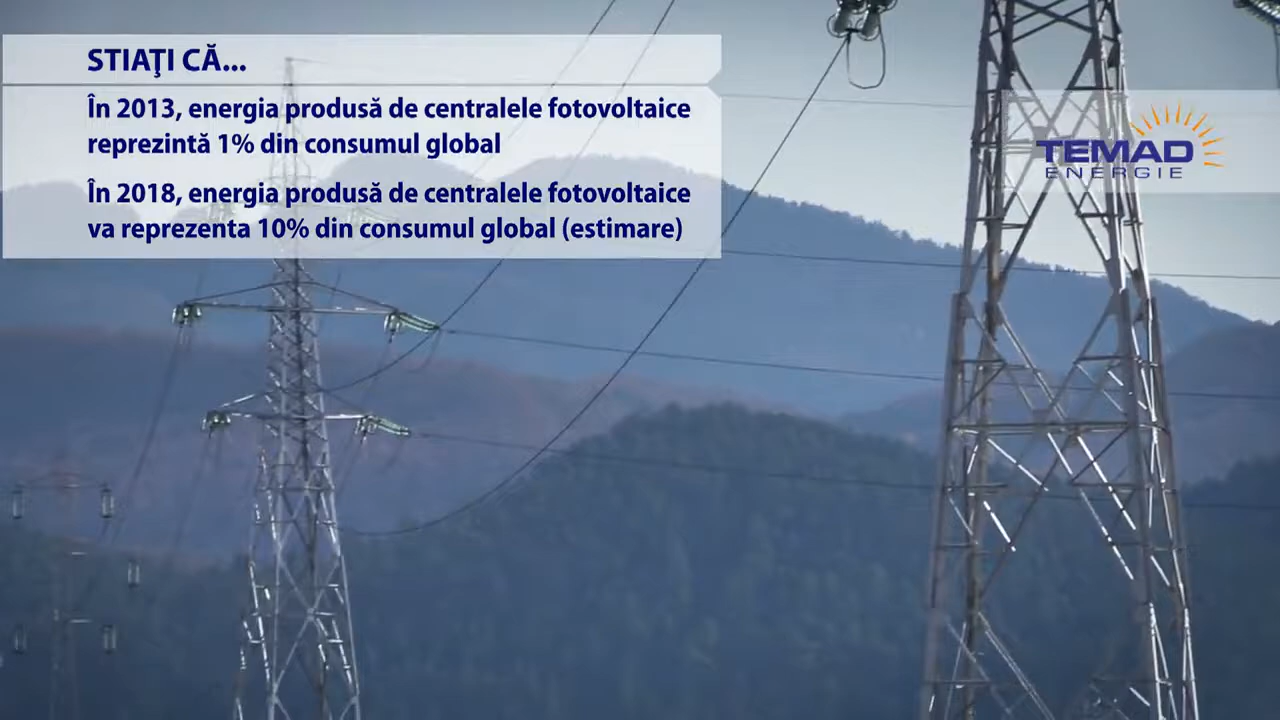 STIAŢI CĂ...
În 2013, energia produsă de centralele fotovoltaice
reprezintă 1% din consumul global
În 2018, energia produsă de centralele fotovoltaice
va reprezenta 10% din consumul global (estimare)
TEMAD
ENERGIE